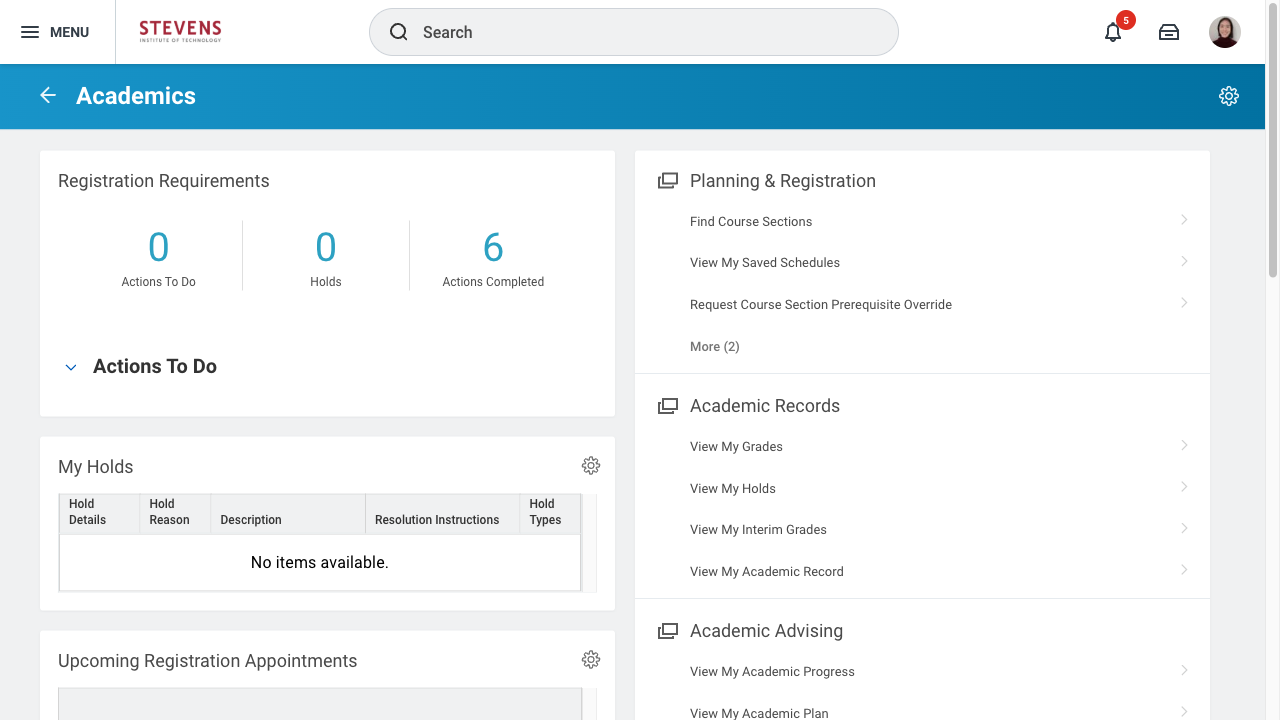 MENU
STEVENS
INSTITUTE OF TECHNOLOGY
Search
5
Academics
Registration Requirements
0
Actions To Do
0
Holds
6
Actions Completed
Actions To Do
My Holds
Hold Details
Hold Reason
Description
Resolution Instructions
Hold Types
No items available.
Upcoming Registration Appointments
Planning & Registration
Find Course Sections
View My Saved Schedules
Request Course Section Prerequisite Override
More (2)
Academic Records
View My Grades
View My Holds
View My Interim Grades
View My Academic Record
Academic Advising
View My Academic Progress
View My Academic Plan